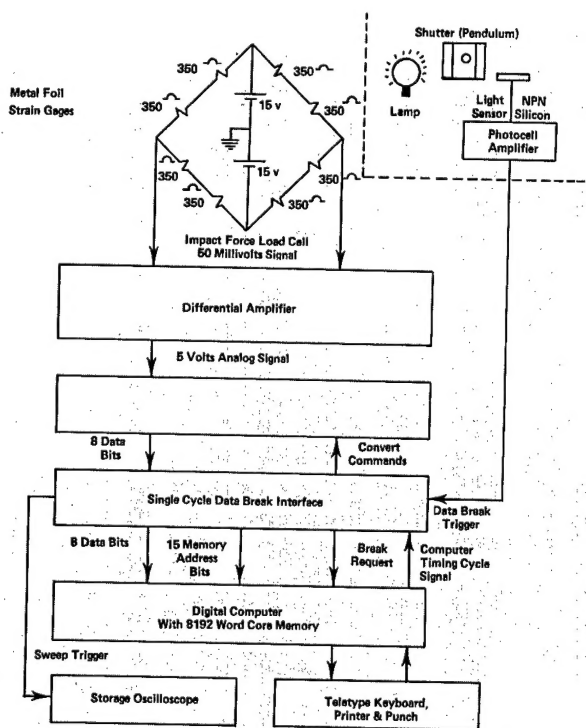 Shutter (Pendulum)
Metal Foil
Strain Gages
350
350
15 v
Lamp
Light
Sensor
NPN
Silicon
Photocell
Amplifier
350
15 v
350
350
350
Impact Force Load Cell
50 Millivolts Signal
Differential Amplifier
5 Volts Analog Signal
8 Data
Bits
Convert
Commands
Single Cycle Data Break Interface
Data Break
Trigger
8 Data Bits
15 Memory
Address
Bits
Break
Request
Computer
Timing Cycle
Signal
Digital Computer
With 8192 Word Core Memory
Sweep Trigger
Storage Oscilloscope
Teletype Keyboard,
Printer & Punch